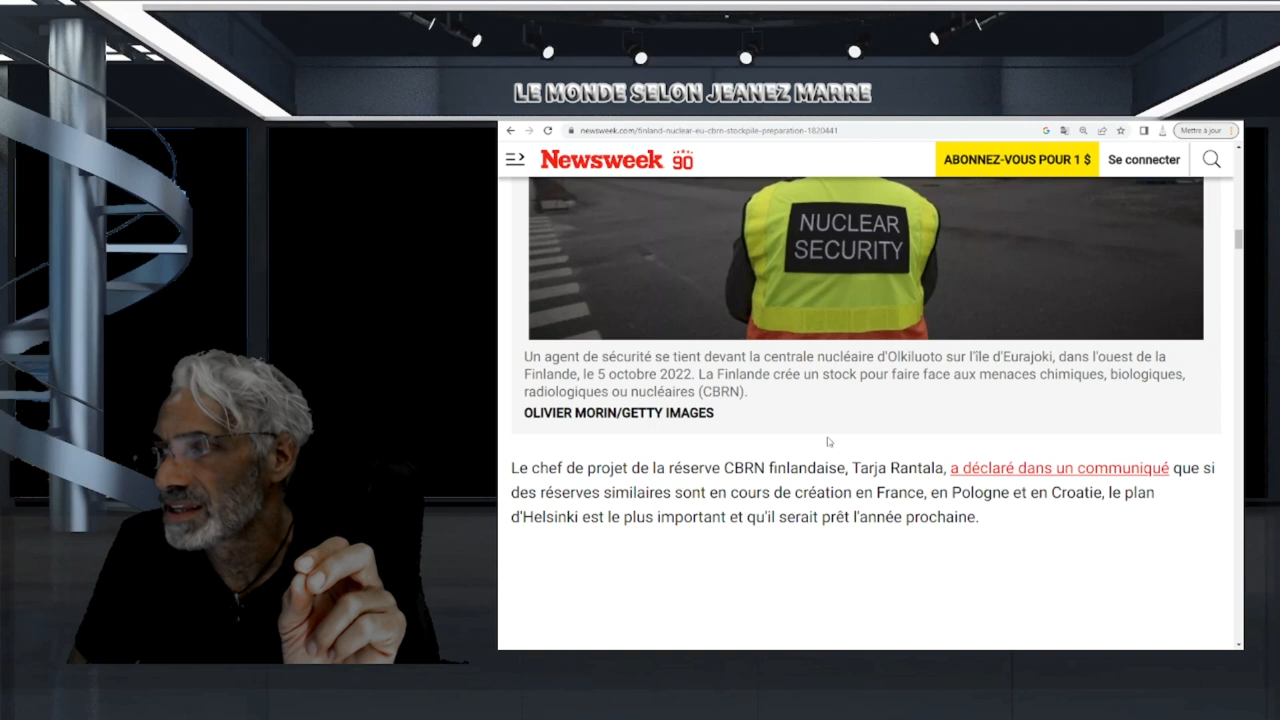 LE MONDE SELON JEANEZ MARRE
newsweek.com/finland-nuclear-eu-cbrn-stockpile-preparation-1820441
Mettre à jour
Newsweek 90
ABONNEZ-VOUS POUR 1 $
Se connecter
NUCLEAR
SECURITY
Un agent de sécurité se tient devant la centrale nucléaire d'Olkiluoto sur l'île d'Eurajoki, dans l'ouest de la
Finlande, le 5 octobre 2022. La Finlande crée un stock pour faire face aux menaces chimiques, biologiques,
radiologiques ou nucléaires (CBRN).
OLIVIER MORIN/GETTY IMAGES
Le chef de projet de la réserve CBRN finlandaise, Tarja Rantala, a déclaré dans un communiqué que si
des réserves similaires sont en cours de création en France, en Pologne et en Croatie, le plan
d'Helsinki est le plus important et qu'il serait prêt l'année prochaine.